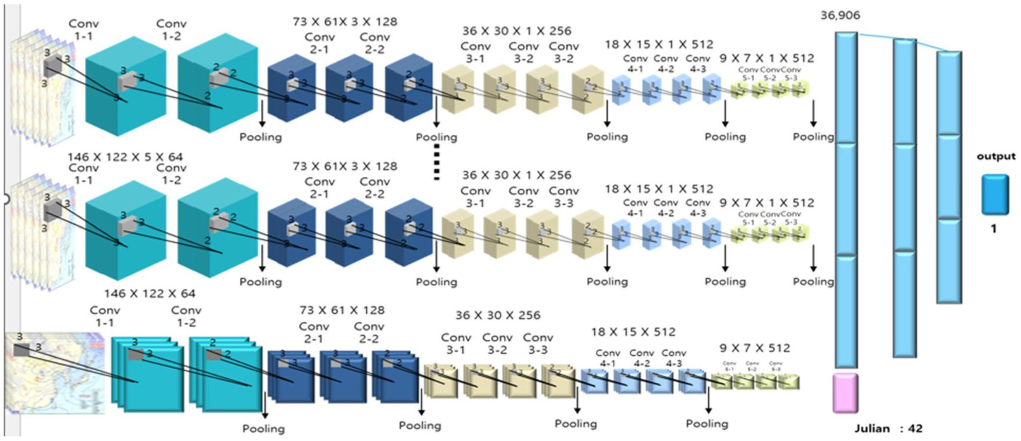 73 X 61X 3 X 128
36,906
Conv 1-1 Conv 1-2 Conv 2-1 Conv 2-2
36 X 30 X 1 X 256
Conv 3-1 Conv 3-2 Conv 3-2
18 X 15 X 1 X 512
Conv 4-1 Conv 4-2 Conv 4-3
9 X 7 X 1 X 512
Conv 5-1 Conv 5-2 Conv 5-3
Pooling Pooling Pooling Pooling Pooling
146 X 122 X 5 X 64
Conv 1-1 Conv 1-2
73 X 61X 3 X 128
Conv 2-1 Conv 2-2
36 X 30 X 1 X 256
Conv 3-1 Conv 3-2 Conv 3-3
18 X 15 X 1 X 512
Conv 4-1 Conv 4-2 Conv 4-3
9 X 7 X 1 X 512
Conv 5-1 Conv 5-2 Conv 5-3
output
1
Pooling Pooling Pooling Pooling Pooling
146 X 122 X 64
Conv 1-1 Conv 1-2
73 X 61 X 128
Conv 2-1 Conv 2-2
36 X 30 X 256
Conv 3-1 Conv 3-2 Conv 3-3
18 X 15 X 512
Conv 4-1 Conv 4-2 Conv 4-3
9 X 7 X 512
Conv 5-1 Conv 5-2 Conv 5-3
Pooling Pooling Pooling Pooling
Julian : 42